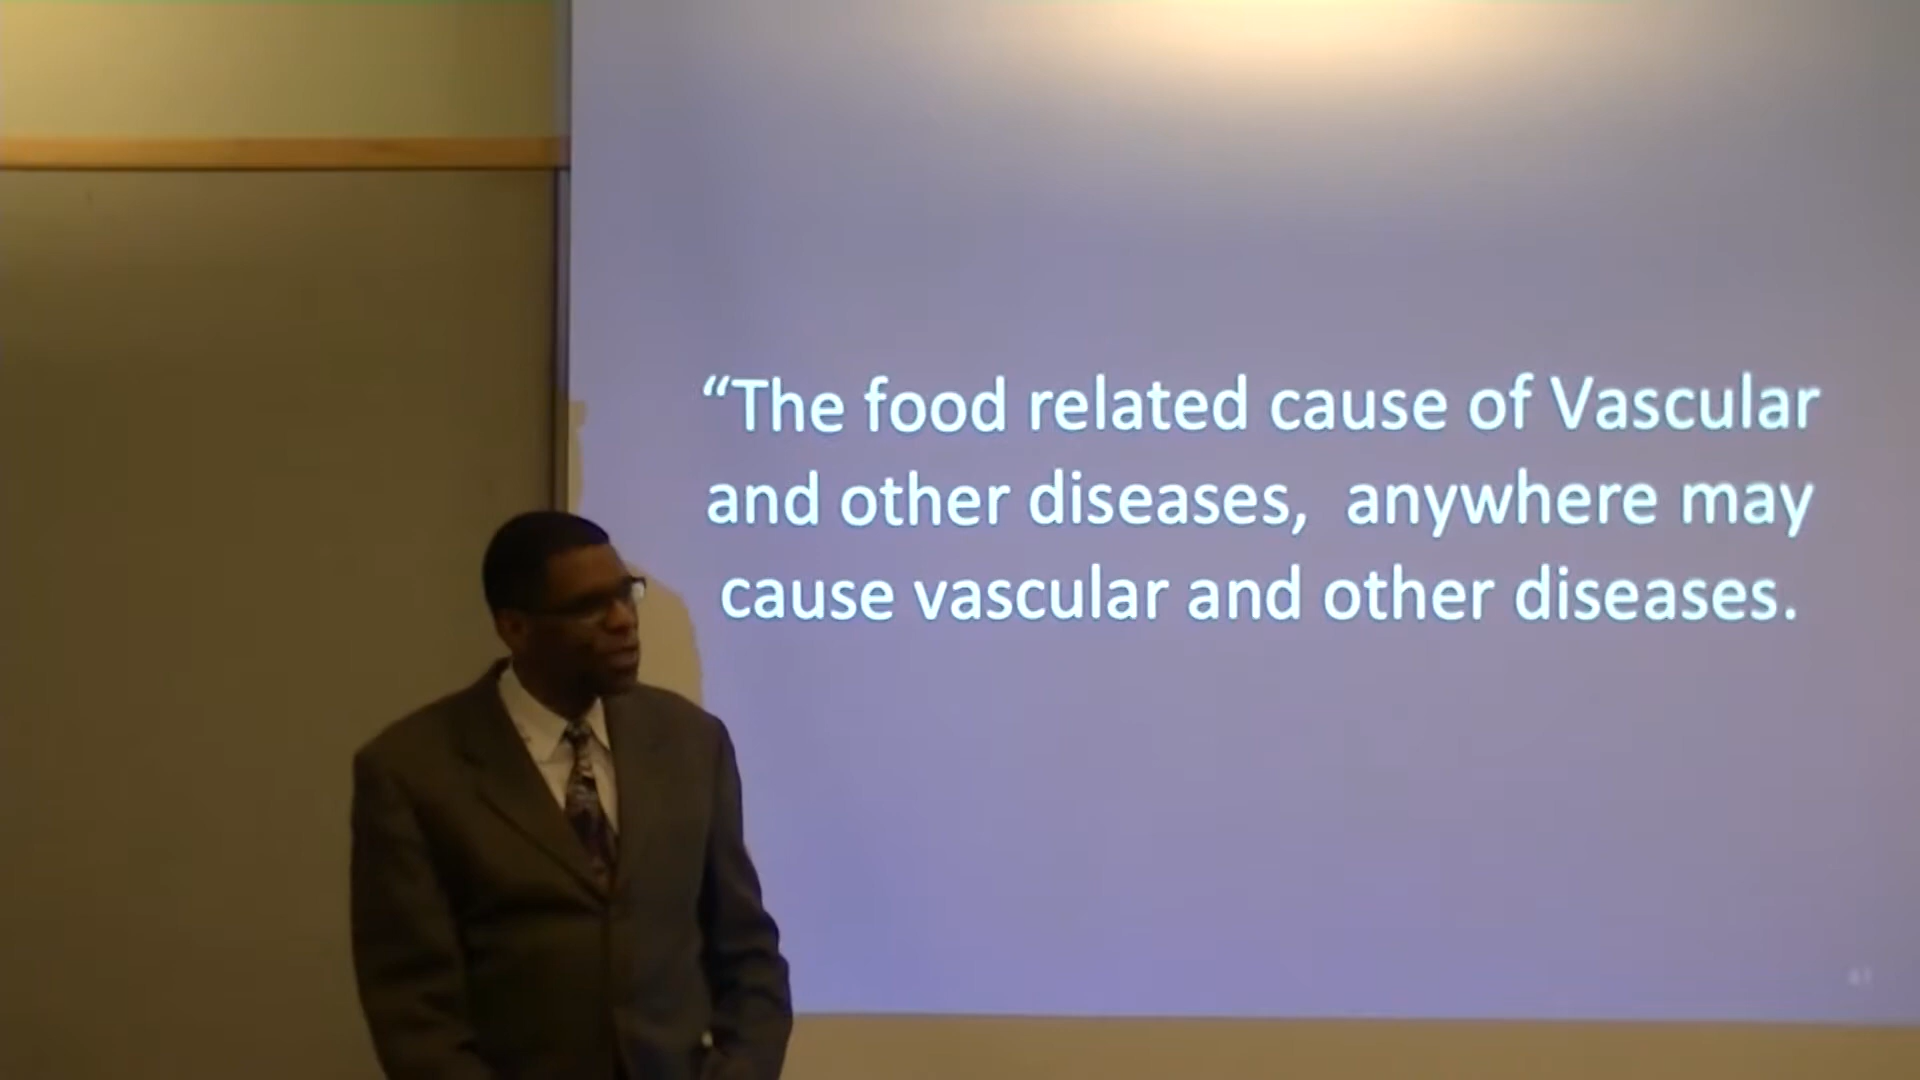 “The food related cause of Vascular
and other diseases,  anywhere may
cause vascular and other diseases.